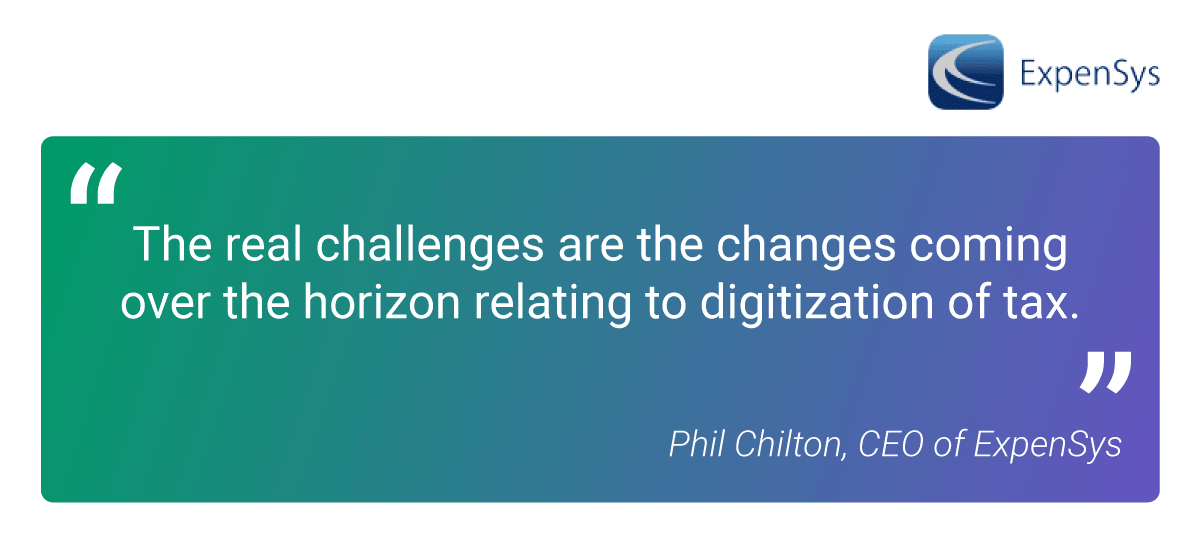 ExpenSys
“
The real challenges are the changes coming
over the horizon relating to digitization of tax.
”
Phil Chilton, CEO of ExpenSys